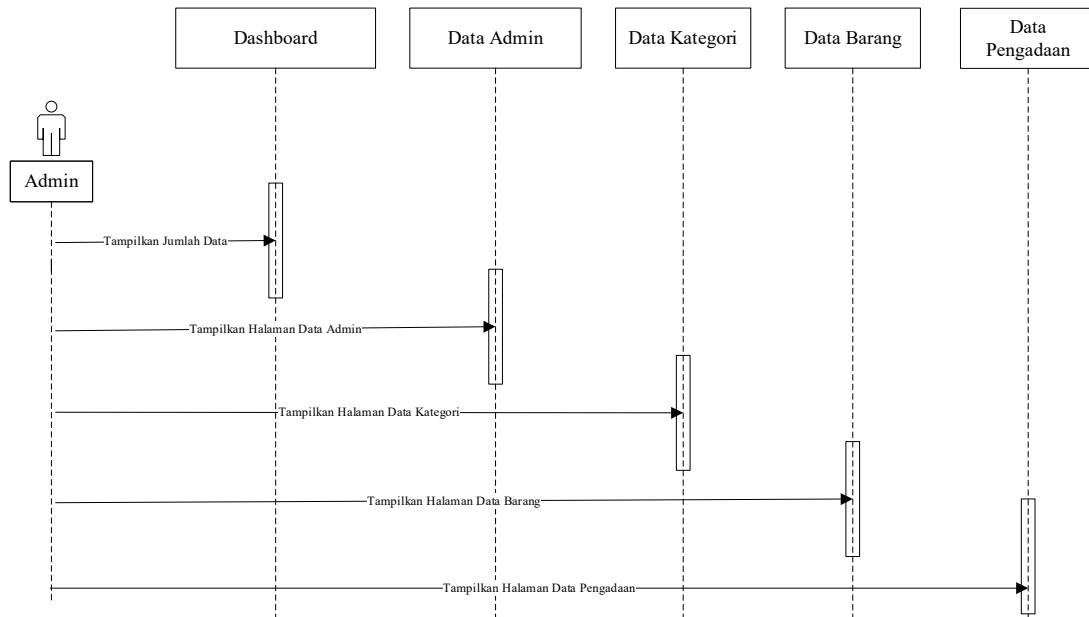 Dashboard
Data Admin
Data Kategori
Data Barang
Data
Pengadaan
Admin
Tampilkan Jumlah Data
Tampilkan Halaman Data Admin
Tampilkan Halaman Data Kategori
Tampilkan Halaman Data Barang
Tampilkan Halaman Data Pengadaan